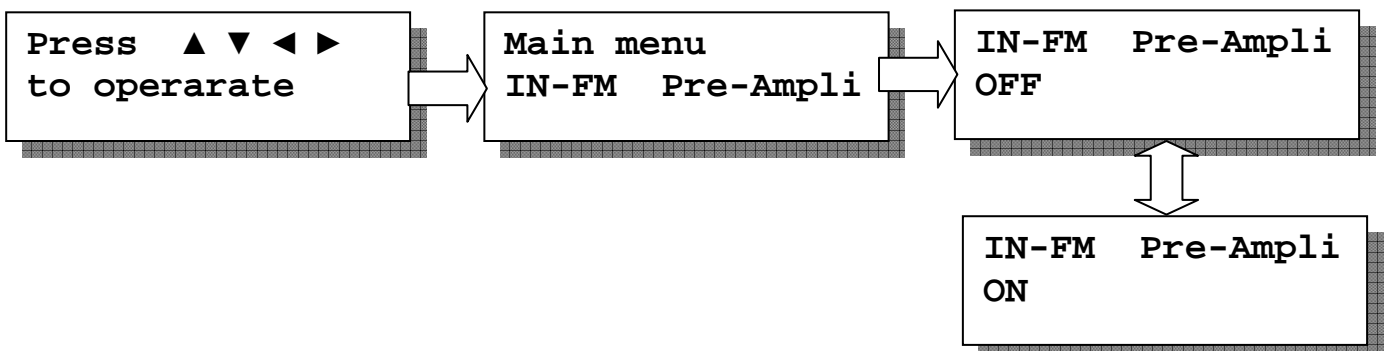 Press ▲ ▼ ◄ ►
to operarate
Main menu
IN-FM Pre-Ampli
IN-FM Pre-Ampli
OFF
IN-FM Pre-Ampli
ON